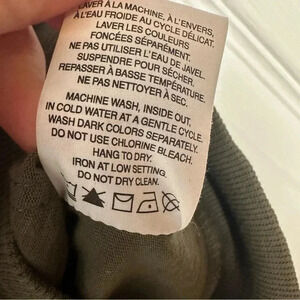 LAVER À LA MACHINE, À L'ENVERS,
À L'EAU FROIDE AU CYCLE DÉLICAT.
LAVER LES COULEURS
FONCÉES SÉPARÉMENT.
NE PAS UTILISER L'EAU DE JAVEL.
SUSPENDRE POUR SÉCHER.
REPASSER À BASSE TEMPÉRATURE.
PAS NETTOYER À SEC.
MACHINE WASH, INSIDE OUT,
IN COLD WATER AT A GENTLE CYCLE.
WASH DARK COLORS SEPARATELY.
DO NOT USE CHLORINE BLEACH.
HANG TO DRY.
IRON AT LOW SETTING.
DO NOT DRY CLEAN.